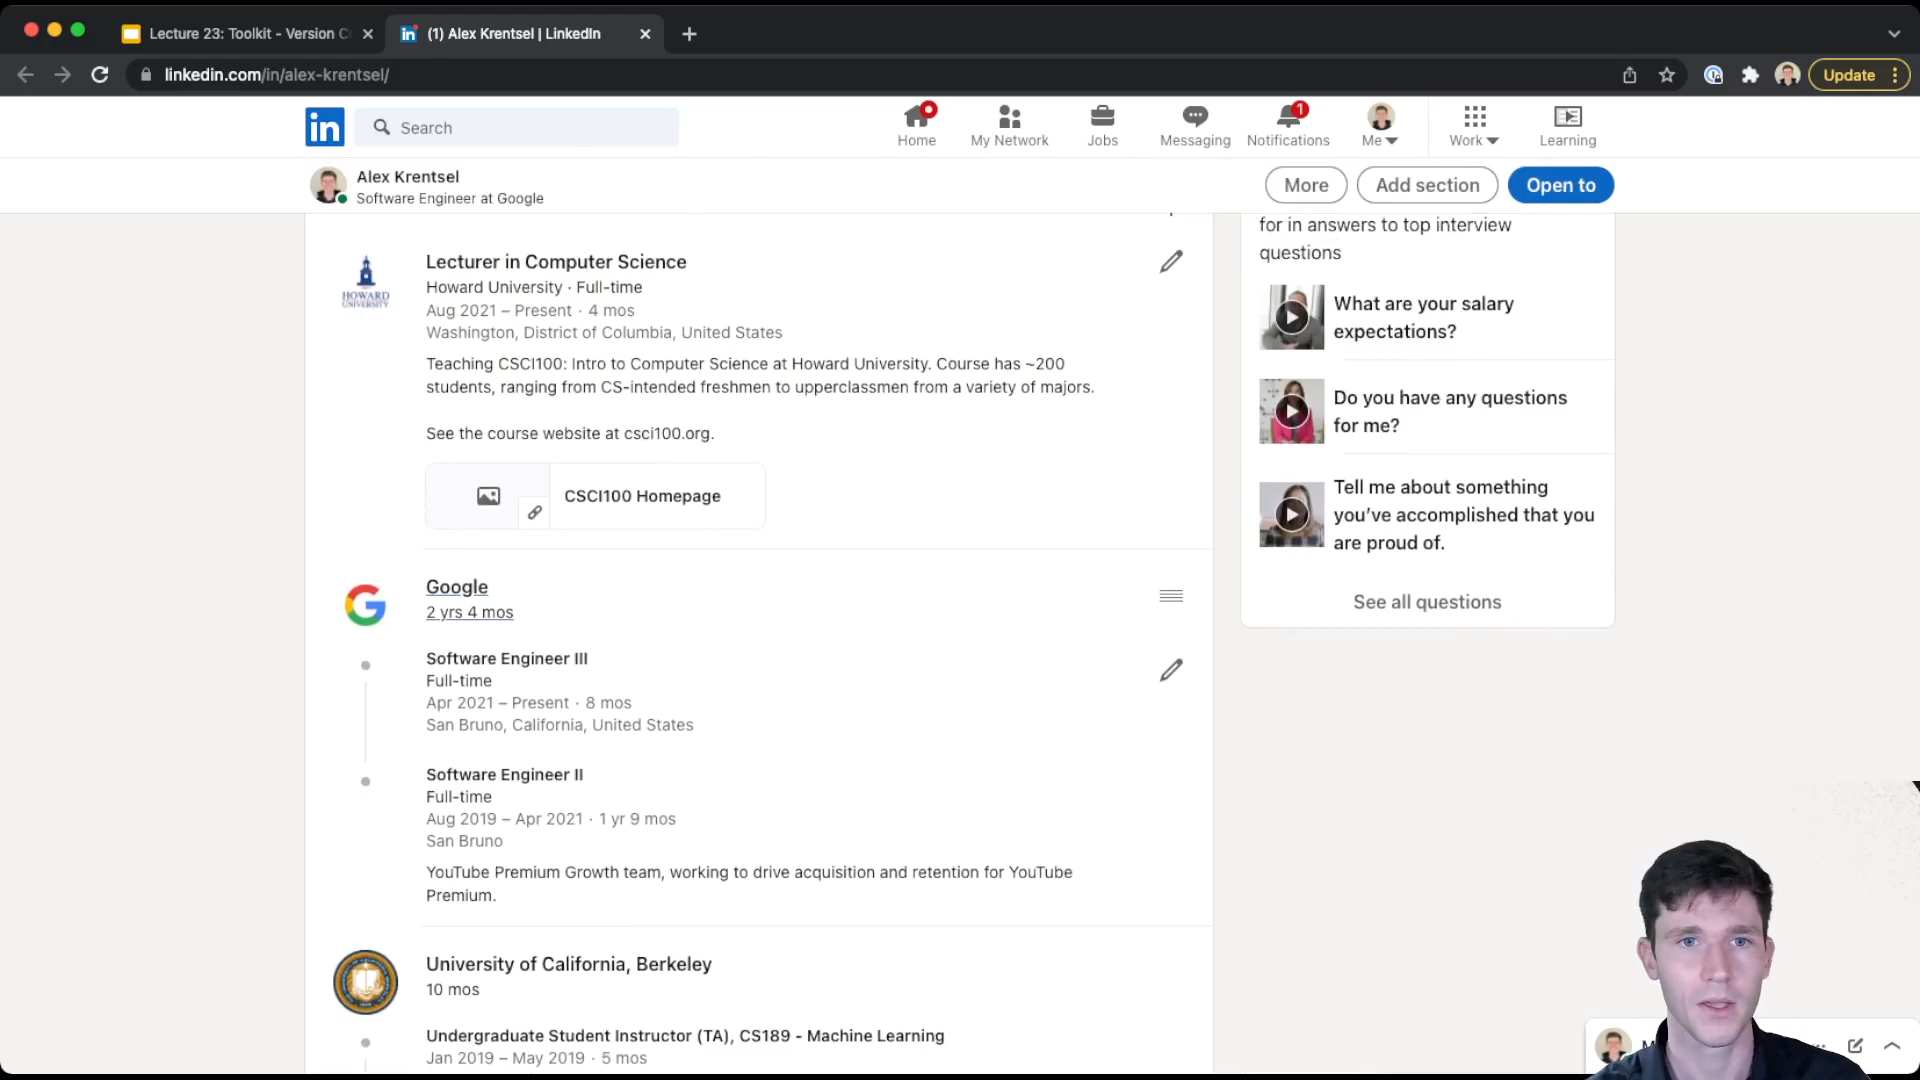 Lecture 23: Toolkit - Version C
(1) Alex Krentsel | LinkedIn
linkedin.com/in/alex-krentsel/
Update
in
Search
Home
My Network
Jobs
Messaging
1
Notifications
Me
Work
Learning
Alex Krentsel
Software Engineer at Google
More
Add section
Open to
HOWARD
UNIVERSITY
Lecturer in Computer Science
Howard University · Full-time
Aug 2021 – Present · 4 mos
Washington, District of Columbia, United States
Teaching CSCI100: Intro to Computer Science at Howard University. Course has ~200
students, ranging from CS-intended freshmen to upperclassmen from a variety of majors.
See the course website at csci100.org.
CSCI100 Homepage
Google
2 yrs 4 mos
Software Engineer III
Full-time
Apr 2021 – Present · 8 mos
San Bruno, California, United States
Software Engineer II
Full-time
Aug 2019 – Apr 2021 · 1 yr 9 mos
San Bruno
YouTube Premium Growth team, working to drive acquisition and retention for YouTube
Premium.
University of California, Berkeley
10 mos
Undergraduate Student Instructor (TA), CS189 - Machine Learning
Jan 2019 – May 2019 · 5 mos
for in answers to top interview
questions
What are your salary
expectations?
Do you have any questions
for me?
Tell me about something
you've accomplished that you
are proud of.
See all questions